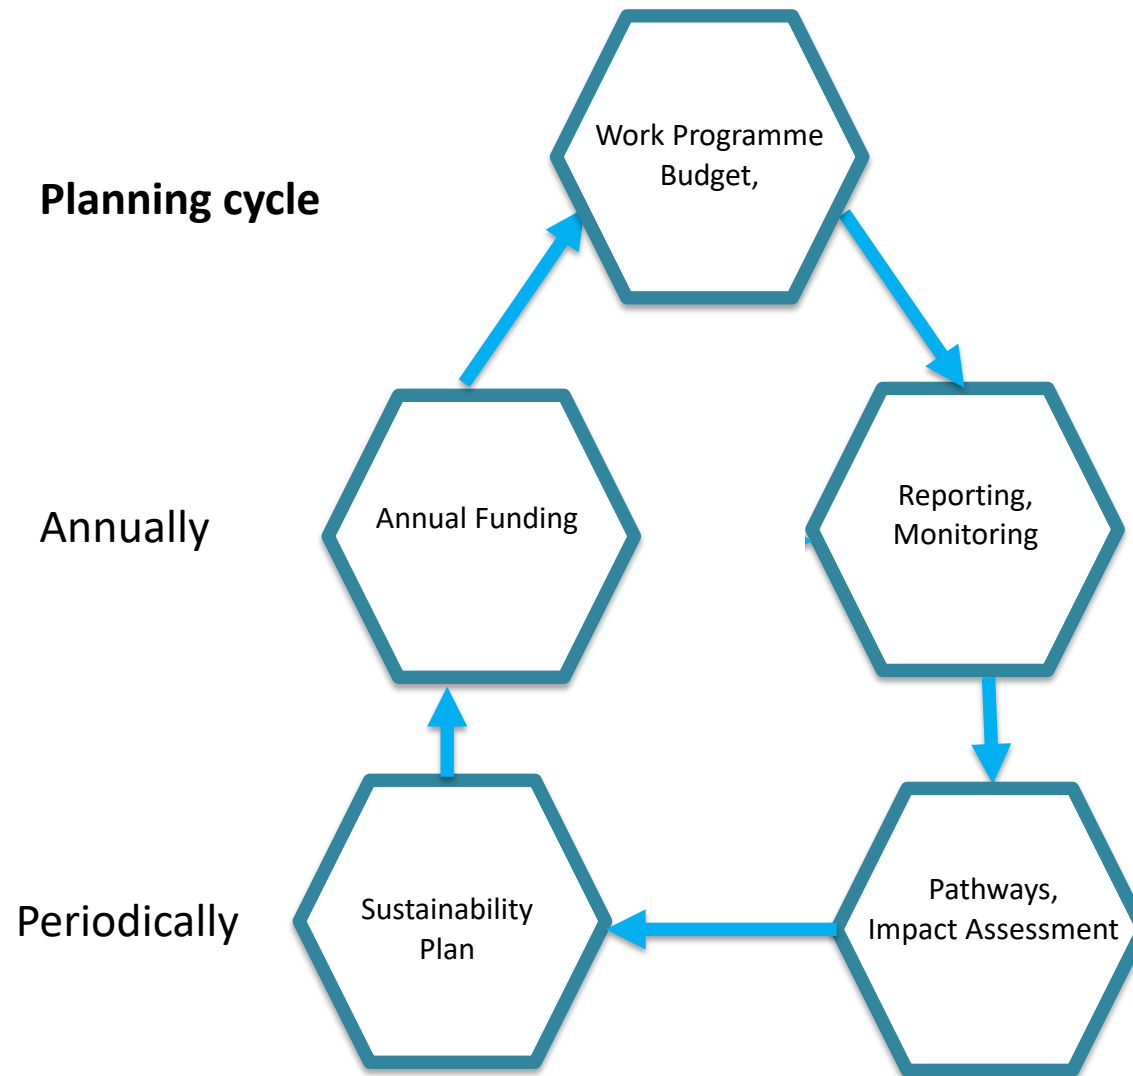 Work Programme
Budget,
Planning cycle
Annually
Annual Funding
Reporting,
Monitoring
Periodically
Sustainability
Plan
Pathways,
Impact Assessment